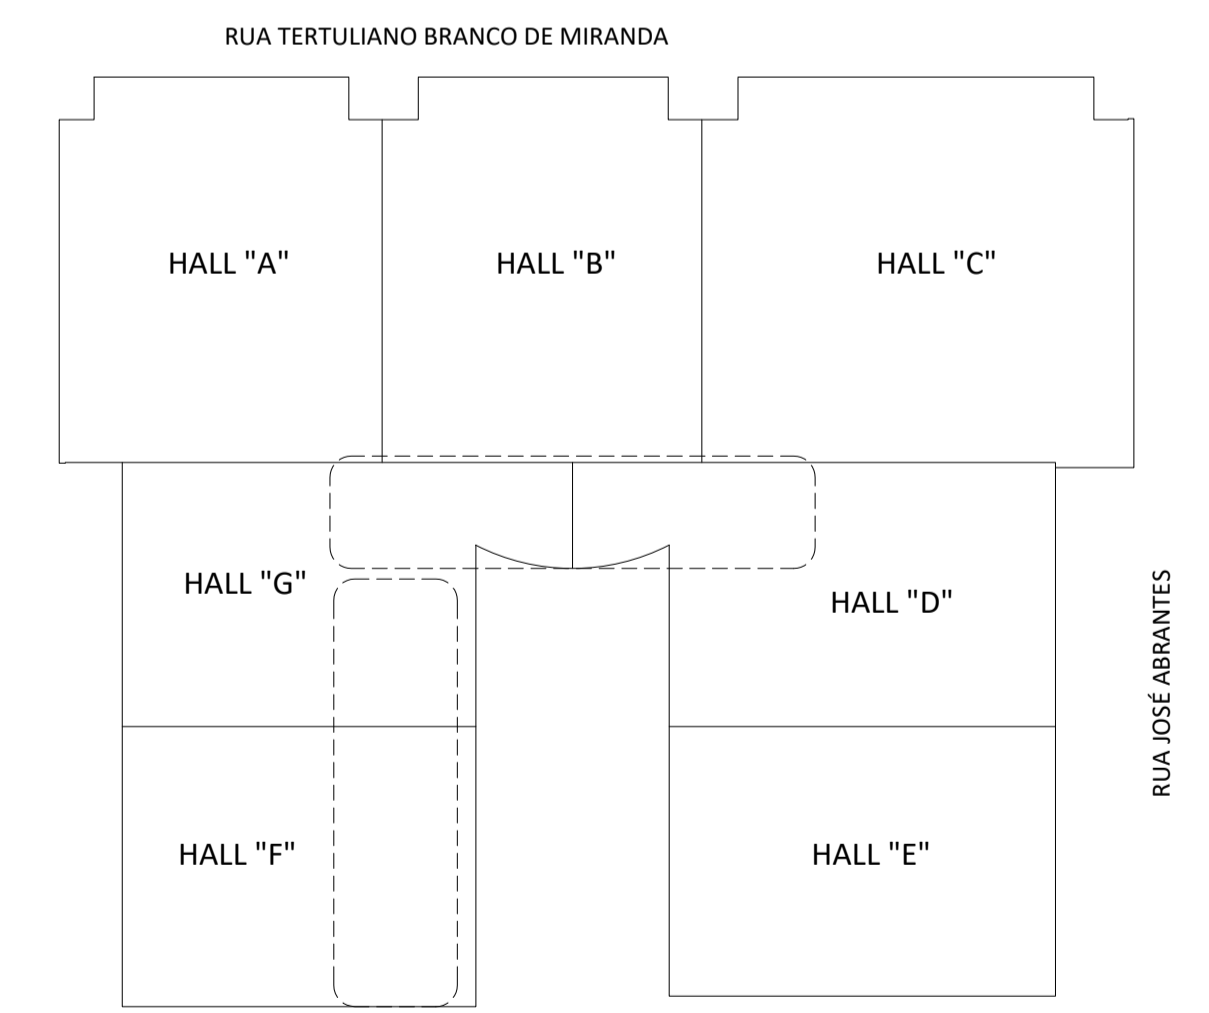 RUA TERTULIANO BRANCO DE MIRANDA
HALL "A"
HALL "B"
HALL "C"
HALL "G"
HALL "D"
RUA JOSÉ ABRANTES
HALL "F"
HALL "E"